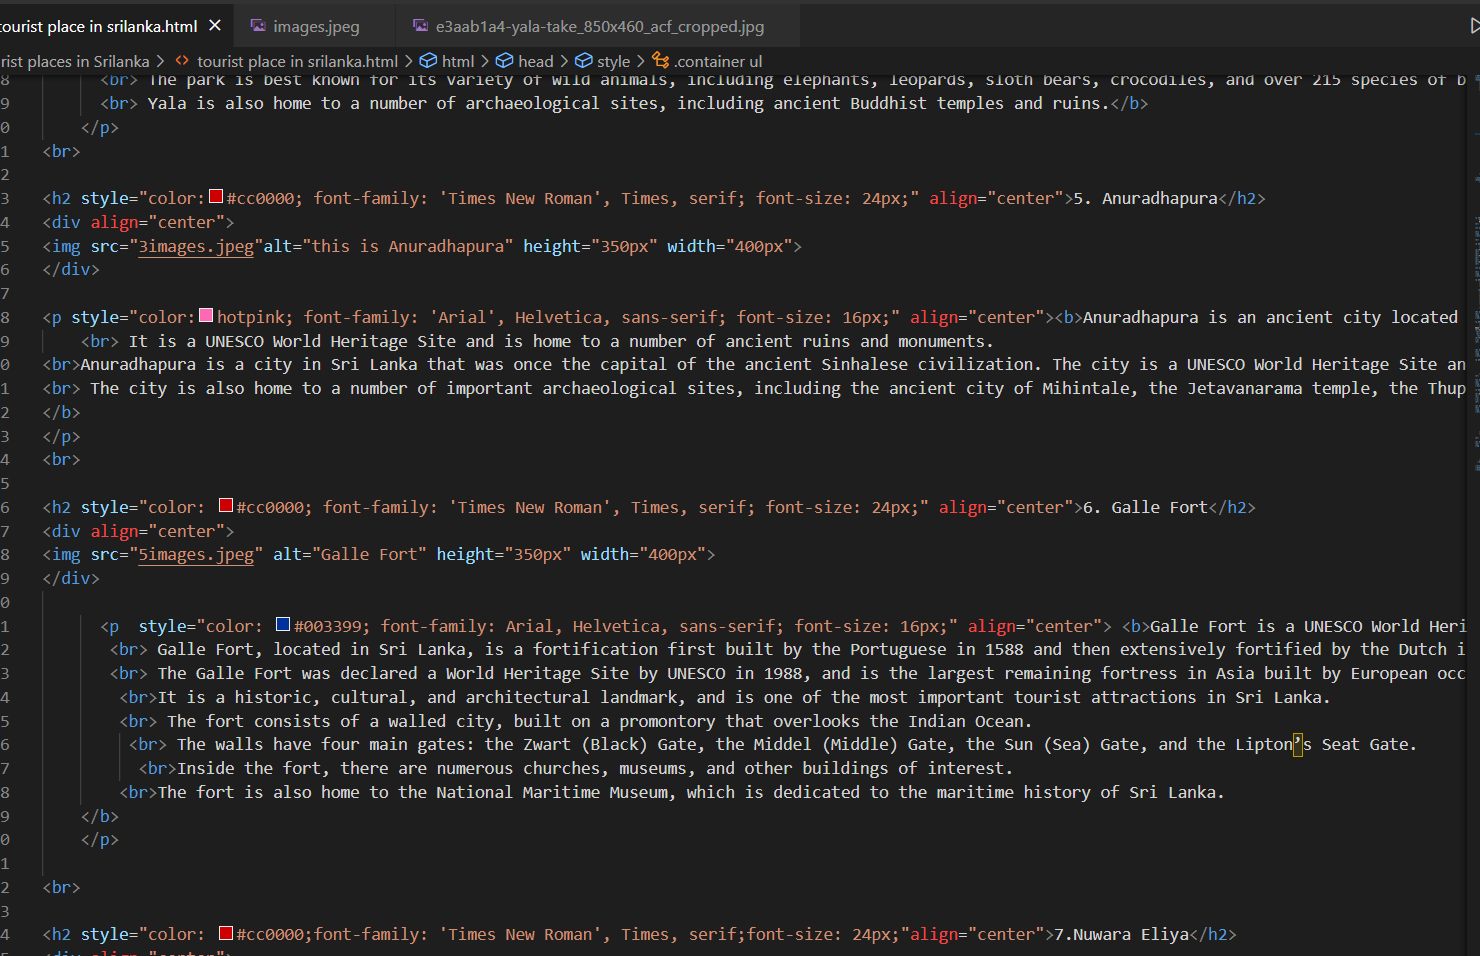 tourist place in srilanka.html × images.jpeg e3aab1a4-yala-take_850x460_acf_cropped.jpg
rist places in Srilanka > <> tourist place in srilanka.html > html > head > style > .container ul
8 <br> The park is best known for its variety of wild animals, including elephants, leopards, sloth bears, crocodiles, and over 215 species of b
9 <br> Yala is also home to a number of archaeological sites, including ancient Buddhist temples and ruins.</b>
0 </p>
1 <br>
2
3 <h2 style="color:#cc0000; font-family: 'Times New Roman', Times, serif; font-size: 24px;" align="center">5. Anuradhapura</h2>
4 <div align="center">
5 <img src="3images.jpeg"alt="this is Anuradhapura" height="350px" width="400px">
6 </div>
7
8 <p style="color:hotpink; font-family: 'Arial', Helvetica, sans-serif; font-size: 16px;" align="center"><b>Anuradhapura is an ancient city located
9 <br> It is a UNESCO World Heritage Site and is home to a number of ancient ruins and monuments.
0 <br>Anuradhapura is a city in Sri Lanka that was once the capital of the ancient Sinhalese civilization. The city is a UNESCO World Heritage Site an
1 <br> The city is also home to a number of important archaeological sites, including the ancient city of Mihintale, the Jetavanarama temple, the Thup
2 </b>
3 </p>
4 <br>
5
6 <h2 style="color: #cc0000; font-family: 'Times New Roman', Times, serif; font-size: 24px;" align="center">6. Galle Fort</h2>
7 <div align="center">
8 <img src="5images.jpeg" alt="Galle Fort" height="350px" width="400px">
9 </div>
0
1 <p  style="color: #003399; font-family: Arial, Helvetica, sans-serif; font-size: 16px;" align="center"> <b>Galle Fort is a UNESCO World Heri
2 <br> Galle Fort, located in Sri Lanka, is a fortification first built by the Portuguese in 1588 and then extensively fortified by the Dutch i
3 <br> The Galle Fort was declared a World Heritage Site by UNESCO in 1988, and is the largest remaining fortress in Asia built by European occ
4 <br>It is a historic, cultural, and architectural landmark, and is one of the most important tourist attractions in Sri Lanka.
5 <br> The fort consists of a walled city, built on a promontory that overlooks the Indian Ocean.
6 <br> The walls have four main gates: the Zwart (Black) Gate, the Middel (Middle) Gate, the Sun (Sea) Gate, and the Lipton’s Seat Gate.
7 <br>Inside the fort, there are numerous churches, museums, and other buildings of interest.
8 <br>The fort is also home to the National Maritime Museum, which is dedicated to the maritime history of Sri Lanka.
9 </b>
0 </p>
1
2 <br>
3
4 <h2 style="color: #cc0000;font-family: 'Times New Roman', Times, serif;font-size: 24px;"align="center">7.Nuwara Eliya</h2>
5 <div align="center">